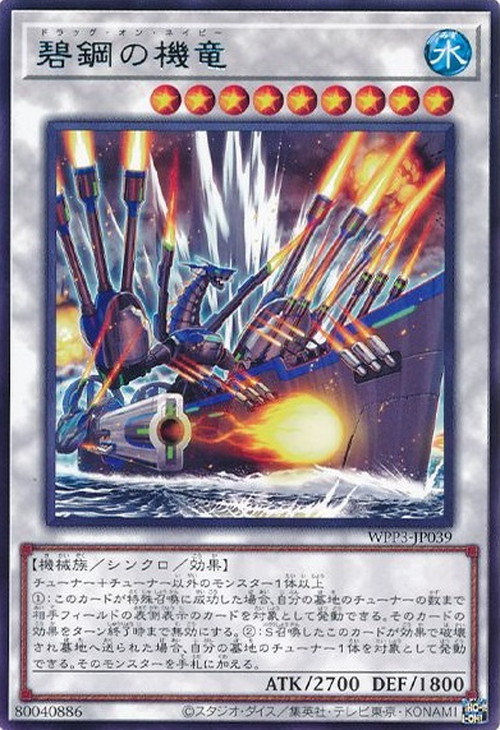 ドラッグ・オン・ネイビー
碧鋼の機竜
水
WPP3-JP039
【機械族／シンクロ／効果】
チューナー＋チューナー以外のモンスター1体以上
①：このカードが特殊召喚に成功した場合、自分の墓地のチューナーの数まで
相手フィールドの表側表示のカードを対象として発動できる。そのカードの
効果をターン終了時まで無効にする。②：S召喚したこのカードが効果で破壊
され墓地へ送られた場合、自分の墓地のチューナー1体を対象として発動
できる。そのモンスターを手札に加える。
ATK/2700 DEF/1800
80040886 ©スタジオ・ダイス／集英社・テレビ東京・KONAMI